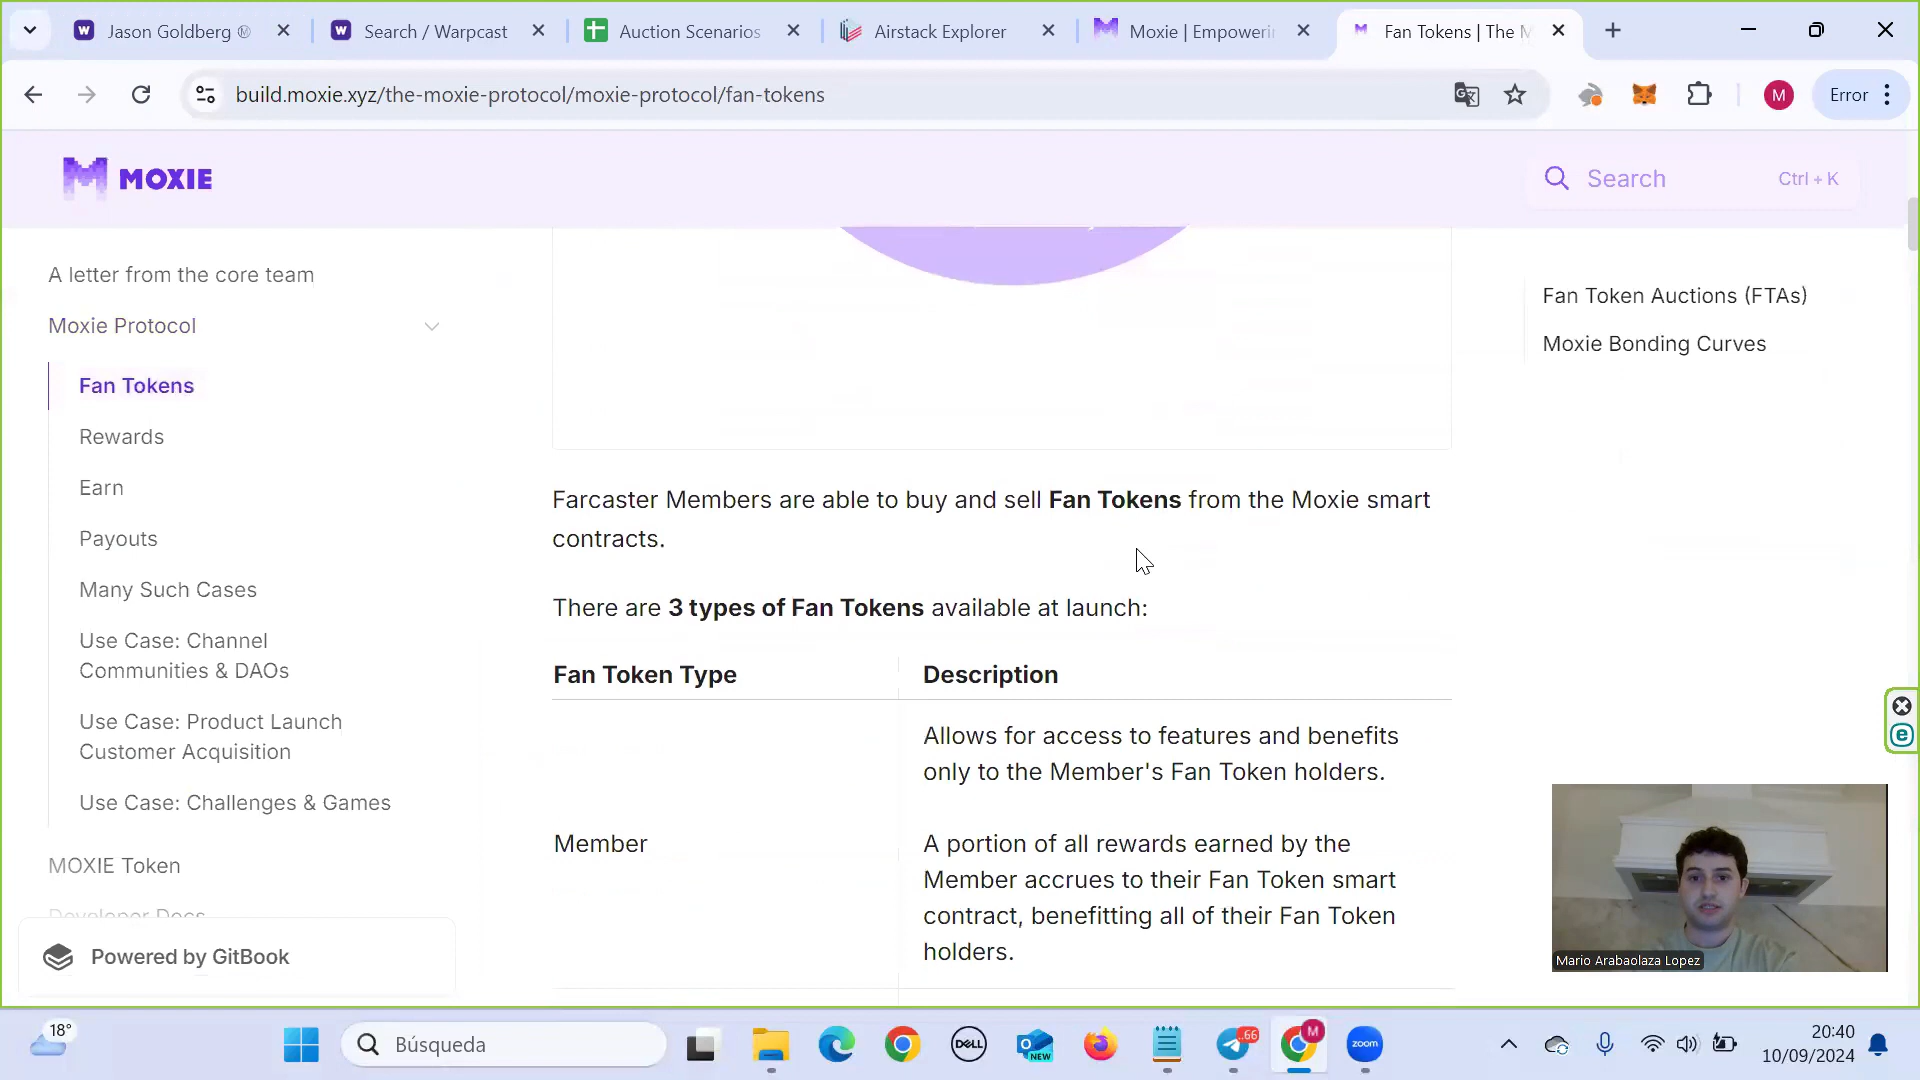 Jason Goldberg Ⓜ
Search / Warpcast
Auction Scenarios
Airstack Explorer
Moxie | Empowerin
Fan Tokens | The M
build.moxie.xyz/the-moxie-protocol/moxie-protocol/fan-tokens
M
Error
MOXIE
Search
Ctrl + K
A letter from the core team
Moxie Protocol
Fan Tokens
Rewards
Earn
Payouts
Many Such Cases
Use Case: Channel
Communities & DAOs
Use Case: Product Launch
Customer Acquisition
Use Case: Challenges & Games
MOXIE Token
Developer Docs
Powered by GitBook
Farcaster Members are able to buy and sell Fan Tokens from the Moxie smart
contracts.
There are 3 types of Fan Tokens available at launch:
Fan Token Type
Description
Member
Allows for access to features and benefits
only to the Member's Fan Token holders.
A portion of all rewards earned by the
Member accrues to their Fan Token smart
contract, benefitting all of their Fan Token
holders.
Fan Token Auctions (FTAs)
Moxie Bonding Curves
Mario Arabaolaza Lopez
18°
Búsqueda
DELL
NEW
66
M
zoom
20:40
10/09/2024